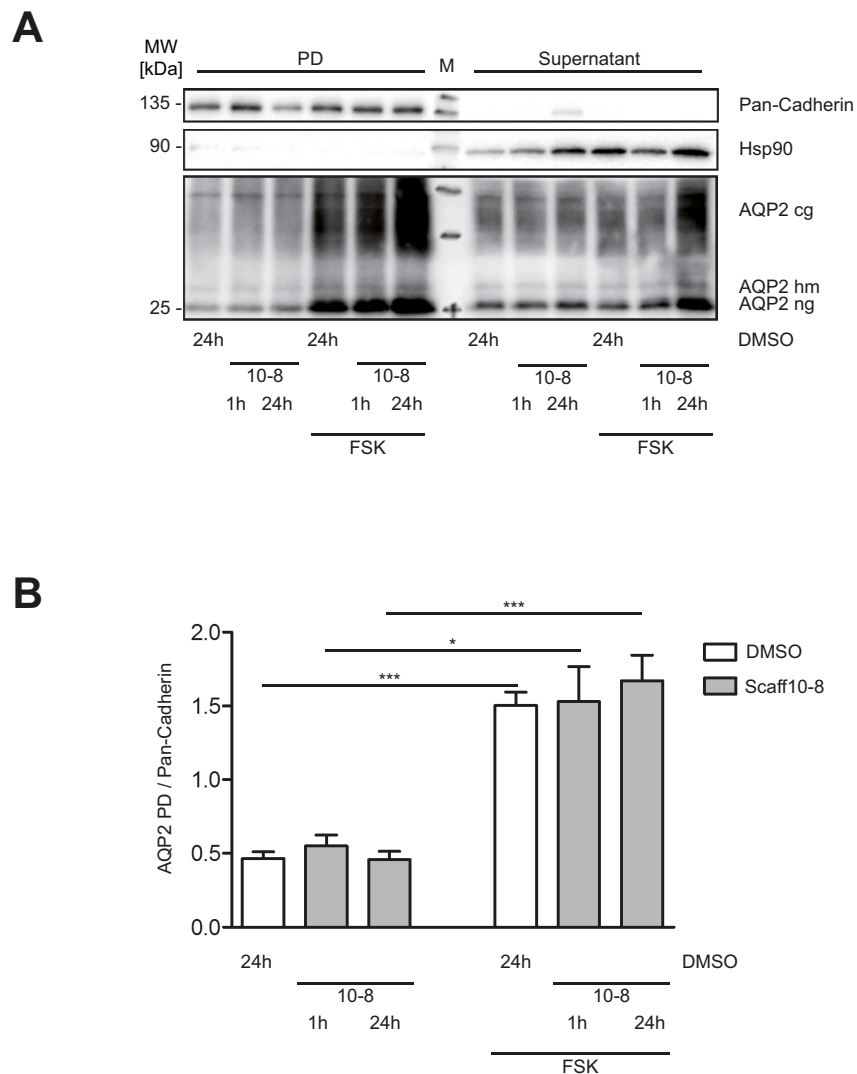 A
MW
[kDa]
PD
M
Supernatant
135 -
Pan-Cadherin
90 -
Hsp90
AQP2 cg
AQP2 hm
25 -
AQP2 ng
24h 24h 24h 24h DMSO
10-8 10-8 10-8 10-8
1h 24h 1h 24h 1h 24h 1h 24h
FSK FSK
B
AQP2 PD / Pan-Cadherin
2.0
1.5
1.0
0.5
0.0
***
*
***
DMSO
Scaff10-8
24h 24h DMSO
10-8 10-8
1h 24h 1h 24h
FSK